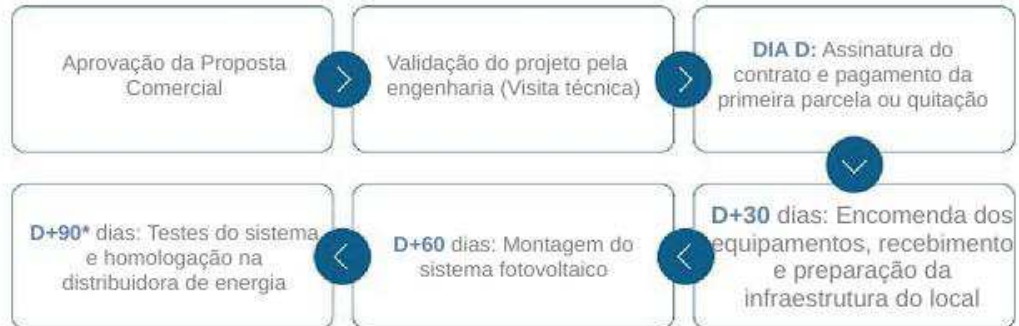 Aprovação da Proposta
Comercial
Validação do projeto pela
engenharia (Visita técnica)
DIA D: Assinatura do
contrato e pagamento da
primeira parcela ou quitação
D+30 dias: Encomenda dos
equipamentos, recebimento
e preparação da
infraestrutura do local
D+60 dias: Montagem do
sistema fotovoltaico
D+90* dias: Testes do sistema
e homologação na
distribuidora de energia